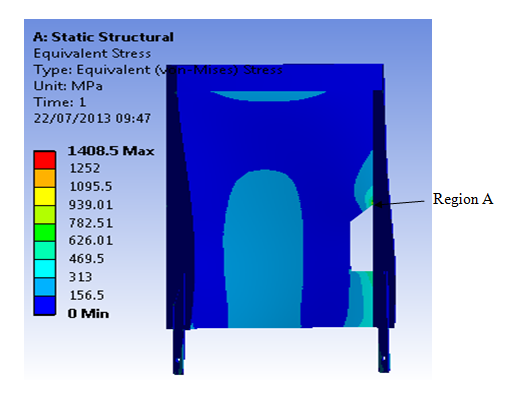 A: Static Structural
Equivalent Stress
Type: Equivalent (von-Mises) Stress
Unit: MPa
Time: 1
22/07/2013 09:47
1408.5 Max
1252
1095.5
939.01
782.51
626.01
469.5
313
156.5
0 Min
Region A